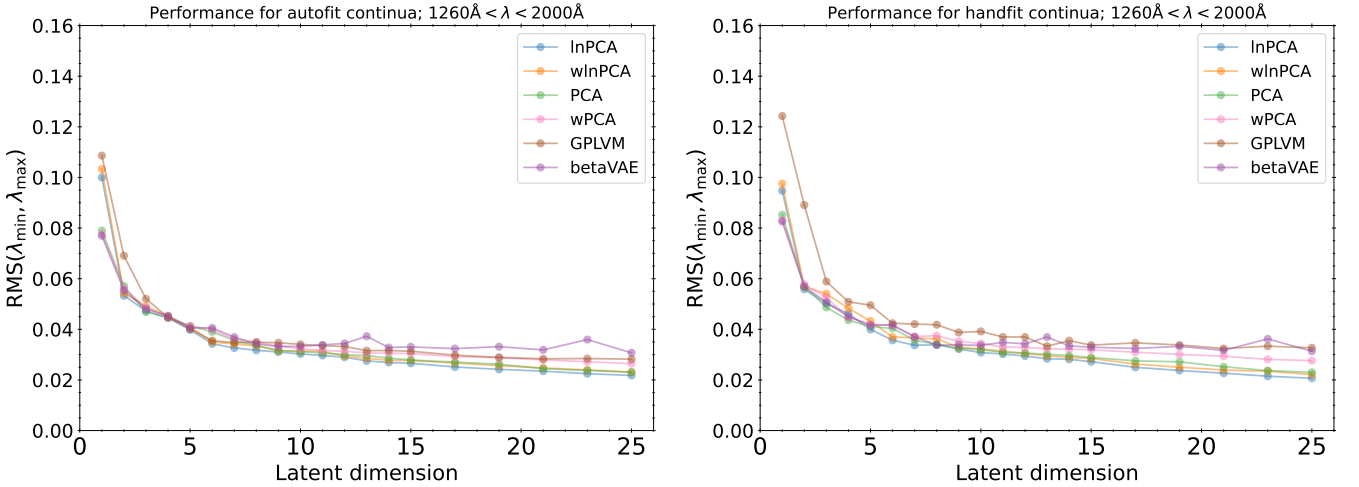 Performance for autofit continua; 1260Å < λ < 2000Å
RMS(λmin, λmax)
0.16
0.14
0.12
0.10
0.08
0.06
0.04
0.02
0.00
lnPCA
wlnPCA
PCA
wPCA
GPLVM
betaVAE
0 5 10 15 20 25
Latent dimension
Performance for handfit continua; 1260Å < λ < 2000Å
RMS(λmin, λmax)
0.16
0.14
0.12
0.10
0.08
0.06
0.04
0.02
0.00
lnPCA
wlnPCA
PCA
wPCA
GPLVM
betaVAE
0 5 10 15 20 25
Latent dimension